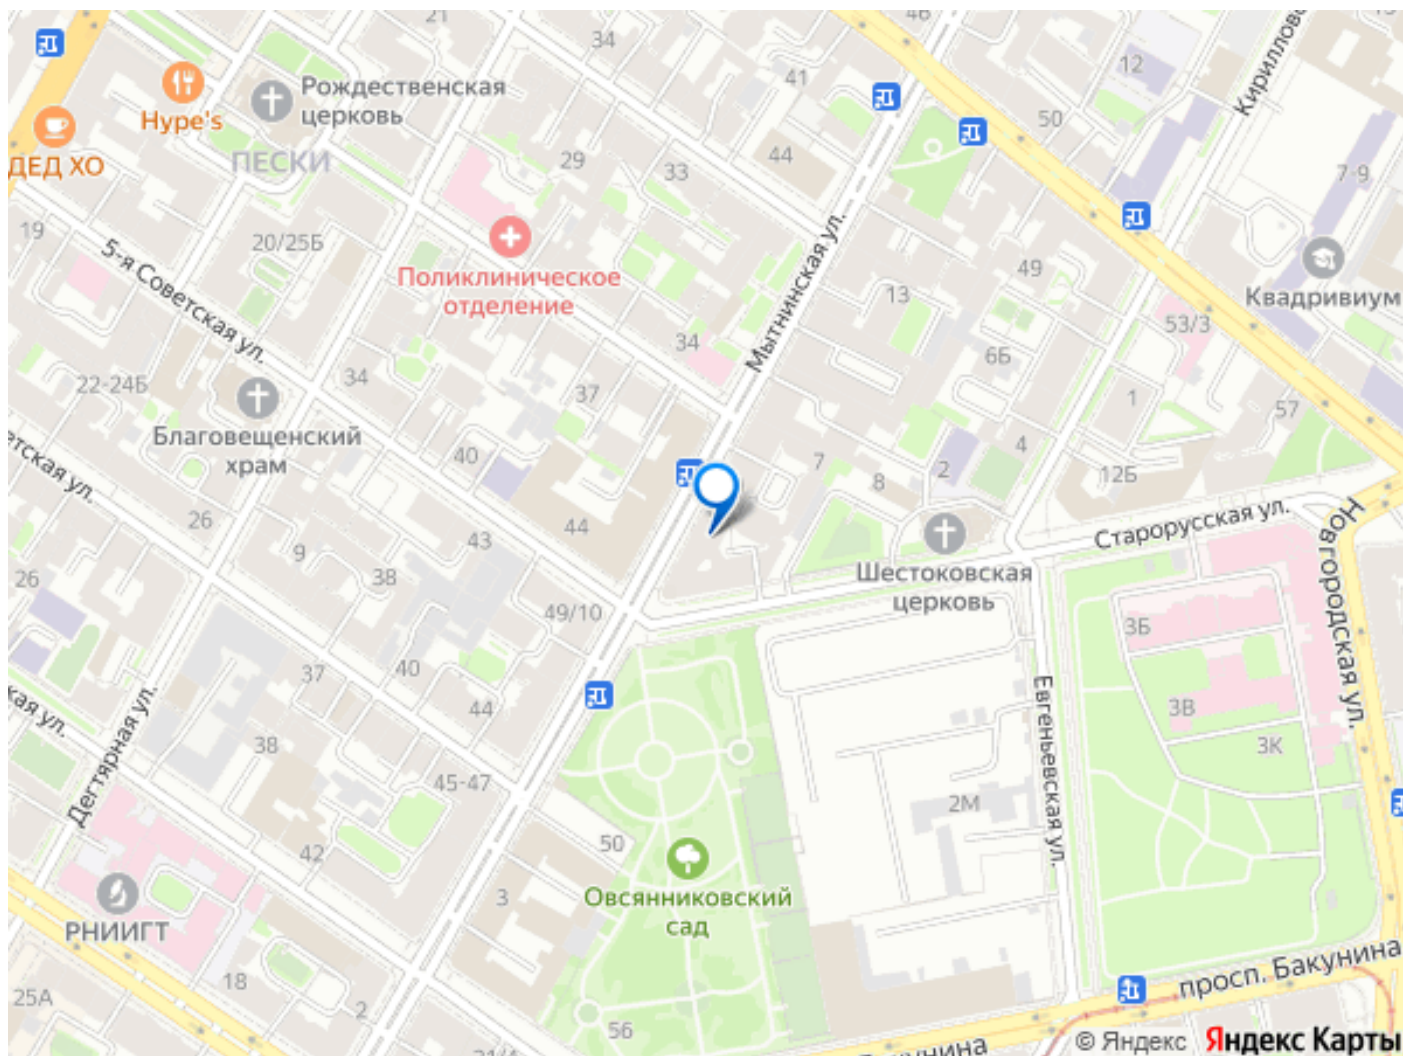 21
34
46
12
Кирилловс
Рождественская
церковь
Hype's
41
50
ДЕД ХО
ПЕСКИ
29
33
44
7-9
19
20/25Б
5-я Советская ул.
Поликлиническое
отделение
Мытнинская ул.
49
13
Квадривиум
53/3
34
6Б
22-24Б
34
37
1
57
Благовещенский
храм
40
7
8
2
4
12Б
етская ул.
26
44
43
9
38
26
Старорусская ул.
Новгородская ул.
Шестоковская
церковь
49/10
3Б
37
40
44
Евгеньевская ул.
3В
3К
кая ул.
Дегтярная ул.
38
45-47
2М
42
50
3
Овсянниковский
сад
РНИИГТ
18
2
25А
56
просп. Бакунина
Бакунина
© Яндекс Яндекс Карты